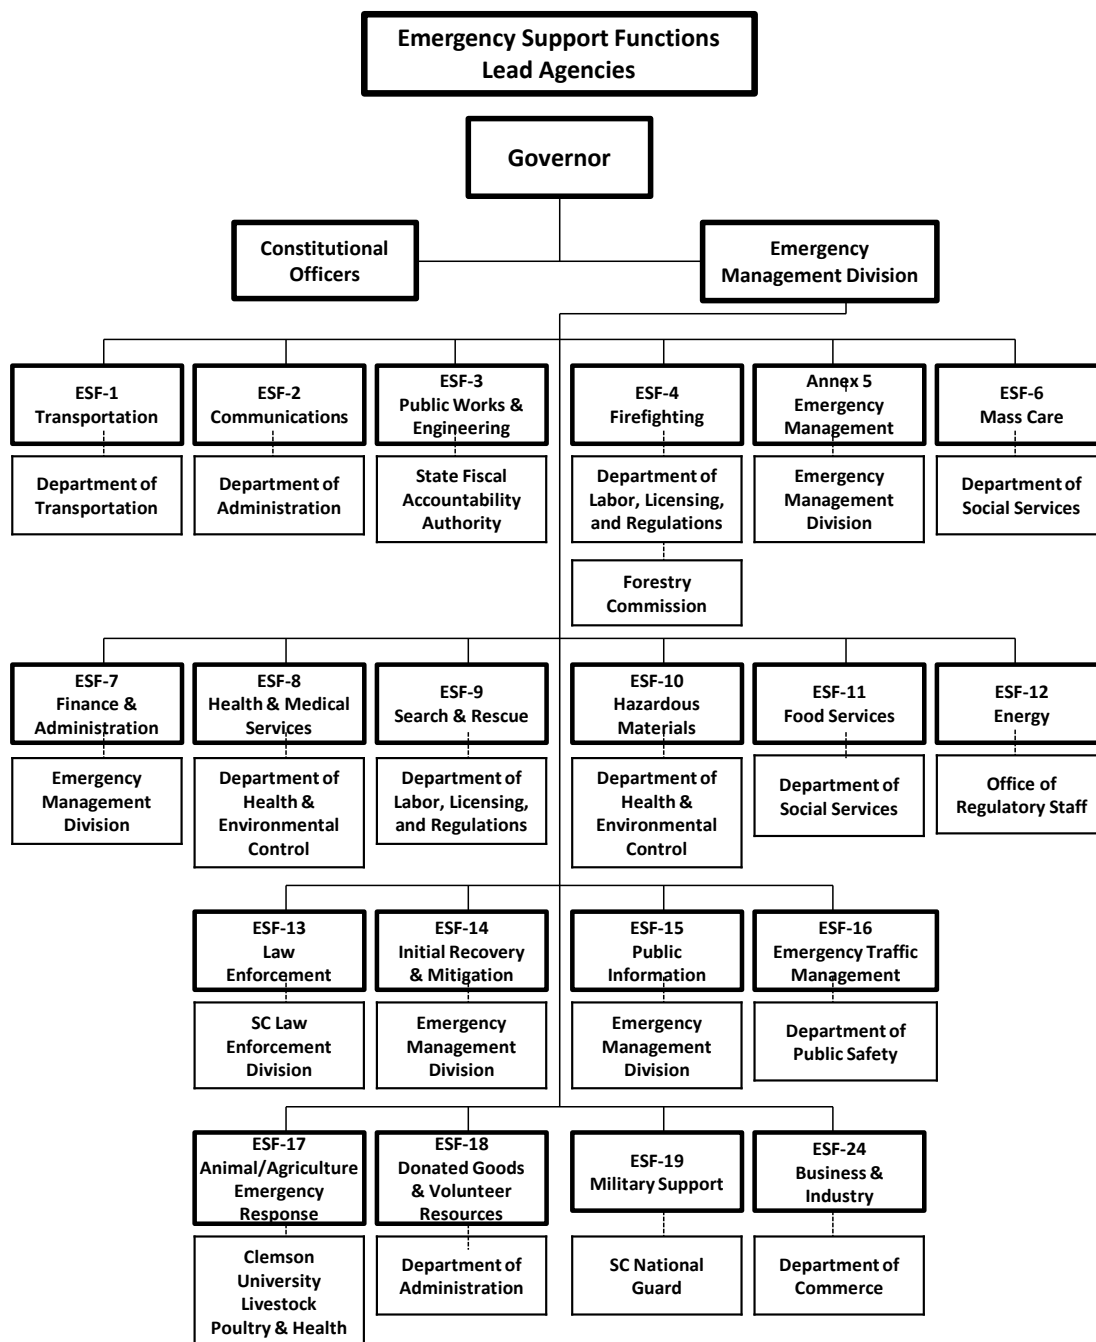 Emergency Support Functions
Lead Agencies
Governor
Constitutional
Officers
Emergency
Management Division
ESF-1
Transportation
ESF-2
Communications
ESF-3
Public Works &
Engineering
ESF-4
Firefighting
Annex 5
Emergency
Management
ESF-6
Mass Care
Department of
Transportation
Department of
Administration
State Fiscal
Accountability
Authority
Department of
Labor, Licensing,
and Regulations
Emergency
Management
Division
Department of
Social Services
Forestry
Commission
ESF-7
Finance &
Administration
ESF-8
Health & Medical
Services
ESF-9
Search & Rescue
ESF-10
Hazardous
Materials
ESF-11
Food Services
ESF-12
Energy
Emergency
Management
Division
Department of
Health &
Environmental
Control
Department of
Labor, Licensing,
and Regulations
Department of
Health &
Environmental
Control
Department of
Social Services
Office of
Regulatory Staff
ESF-13
Law
Enforcement
ESF-14
Initial Recovery
& Mitigation
ESF-15
Public
Information
ESF-16
Emergency Traffic
Management
SC Law
Enforcement
Division
Emergency
Management
Division
Emergency
Management
Division
Department of
Public Safety
ESF-17
Animal/Agriculture
Emergency
Response
ESF-18
Donated Goods
& Volunteer
Resources
ESF-19
Military Support
ESF-24
Business &
Industry
Clemson
University
Livestock
Poultry & Health
Department of
Administration
SC National
Guard
Department of
Commerce